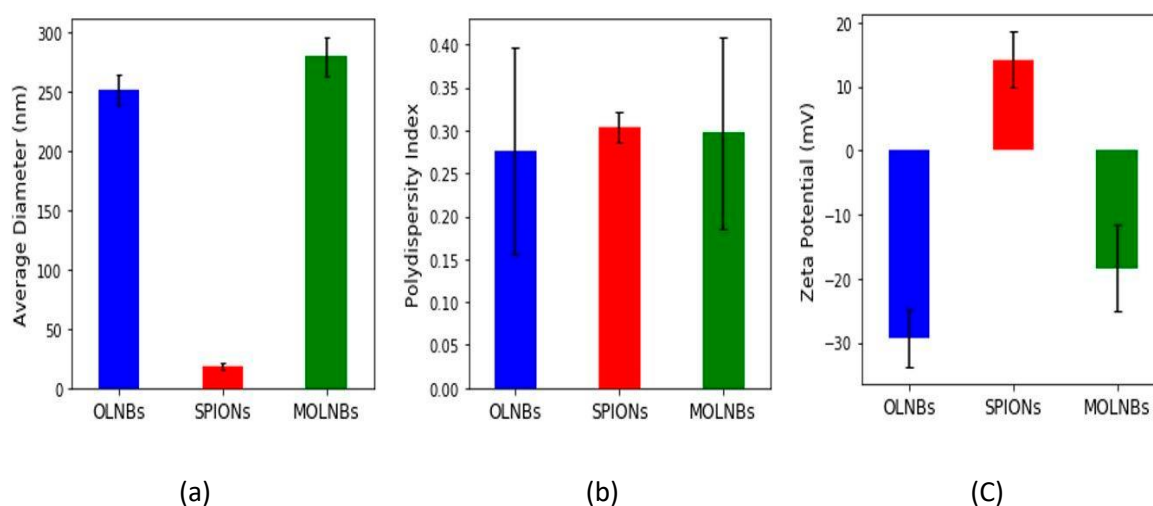 Average Diameter (nm)
300
250
200
150
100
50
0
OLNBs SPIONs MOLNBs
(a)
Polydispersity Index
0.40
0.35
0.30
0.25
0.20
0.15
0.10
0.05
0.00
OLNBs SPIONs MOLNBs
(b)
Zeta Potential (mV)
20
10
0
−10
−20
−30
OLNBs SPIONs MOLNBs
(C)